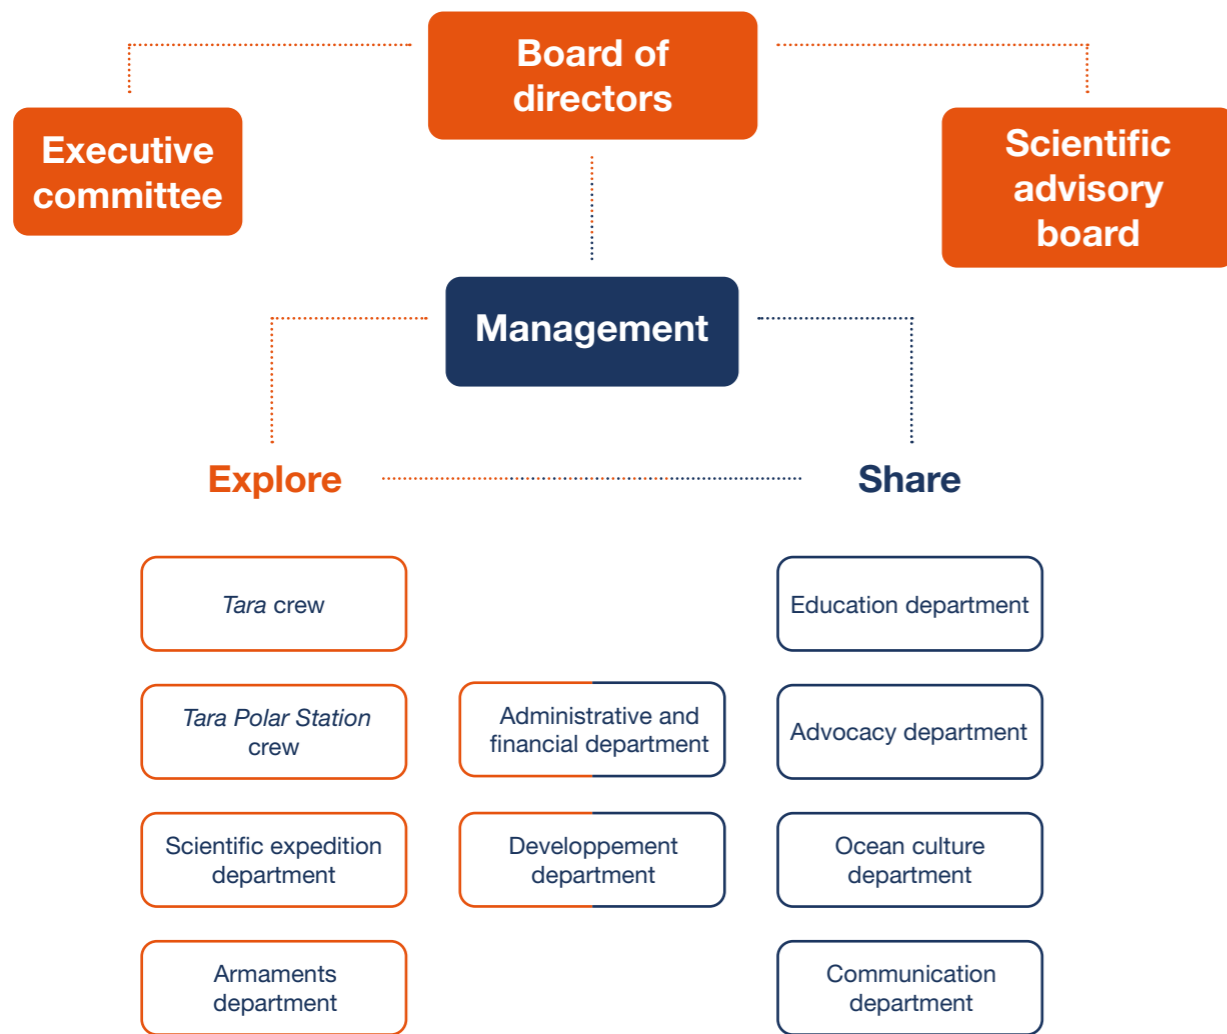 Board of
directors
Executive
committee
Scientific
advisory
board
Management
Explore
Share
Tara crew
Education department
Tara Polar Station
crew
Administrative and
financial department
Advocacy department
Scientific expedition
department
Developpement
department
Ocean culture
department
Armaments
department
Communication
department